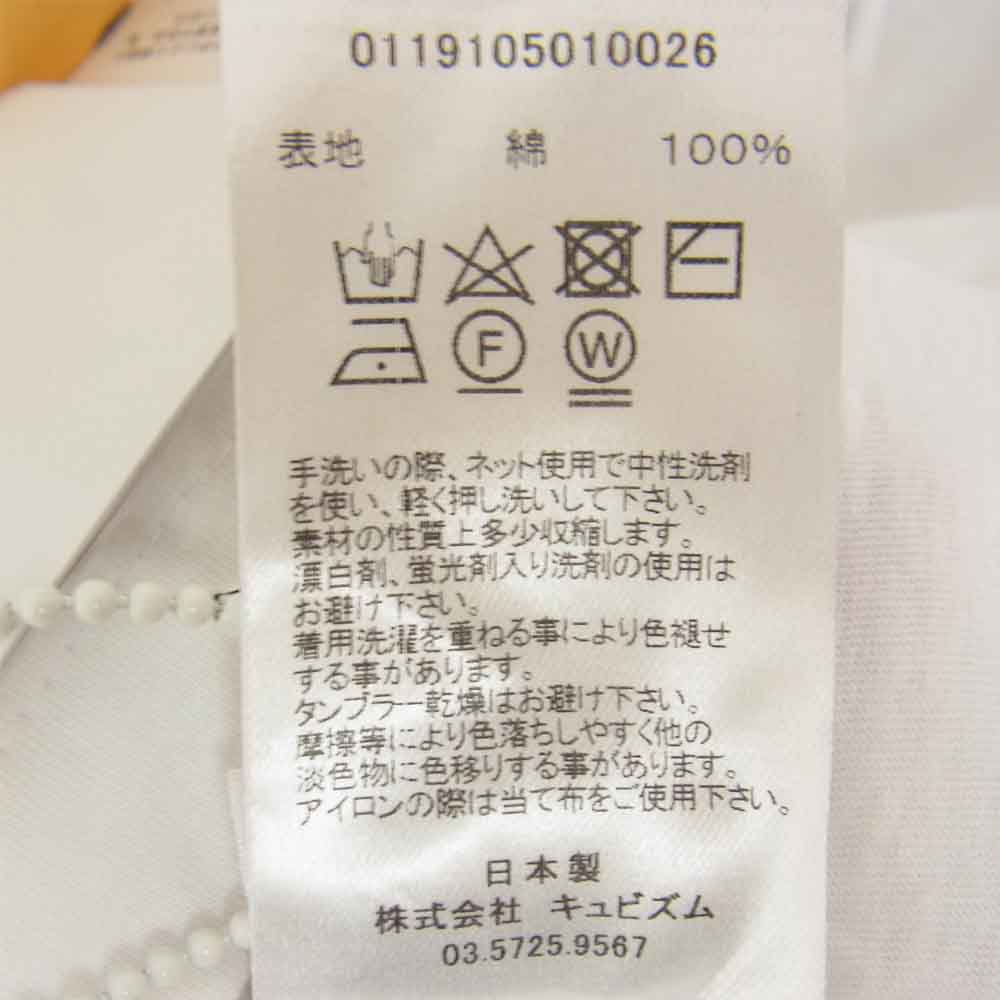 0119105010026
表地 綿 100%
F W
手洗いの際、ネット使用で中性洗剤
を使い、軽く押し洗いして下さい。
素材の性質上多少収縮します。
漂白剤、蛍光剤入り洗剤の使用は
お避け下さい。
着用洗濯を重ねる事により色褪せ
する事があります。
タンブラー乾燥はお避け下さい。
摩擦等により色落ちしやすく他の
淡色物に色移りする事があります。
アイロンの際は当て布をご使用下さい。
日本製
株式会社 キュビズム
03.5725.9567